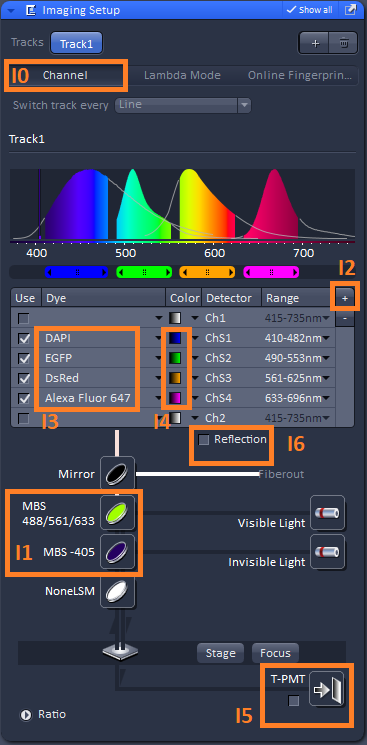 Imaging Setup Show all
Tracks Track1 +
I0 Channel Lambda Mode Online Fingerprin...
Switch track every Line
Track1
400 500 600 700
I2
Use Dye Color Detector Range +
Ch1 415-735nm -
DAPI ChS1 410-482nm
EGFP ChS2 490-553nm
DsRed ChS3 561-625nm
Alexa Fluor 647 ChS4 633-696nm
Ch2 415-735nm
I3 I4 I6
Reflection
Mirror Fiberout
MBS
488/561/633 Visible Light
I1 MBS -405 Invisible Light
NoneLSM
Stage Focus
T-PMT
I5
Ratio